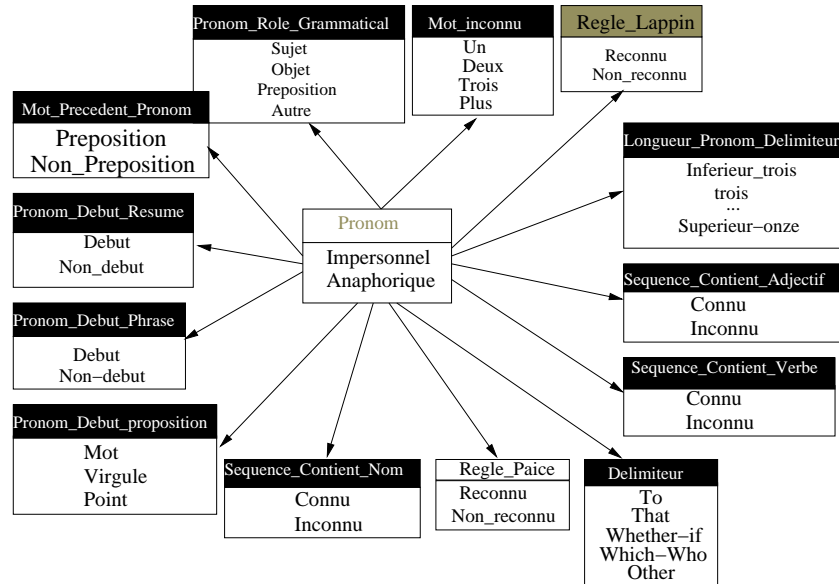 Pronom_Role_Grammatical
Sujet
Objet
Preposition
Autre
Mot_inconnu
Un
Deux
Trois
Plus
Regle_Lappin
Reconnu
Non_reconnu
Mot_Precedent_Pronom
Preposition
Non_Preposition
Longueur_Pronom_Delimiteur
Inferieur_trois
trois
...
Superieur-onze
Pronom_Debut_Resume
Debut
Non_debut
Pronom
Impersonnel
Anaphorique
Sequence_Contient_Adjectif
Connu
Inconnu
Pronom_Debut_Phrase
Debut
Non-debut
Sequence_Contient_Verbe
Connu
Inconnu
Pronom_Debut_proposition
Mot
Virgule
Point
Sequence_Contient_Nom
Connu
Inconnu
Regle_Paice
Reconnu
Non_reconnu
Delimiteur
To
That
Whether-if
Which-Who
Other